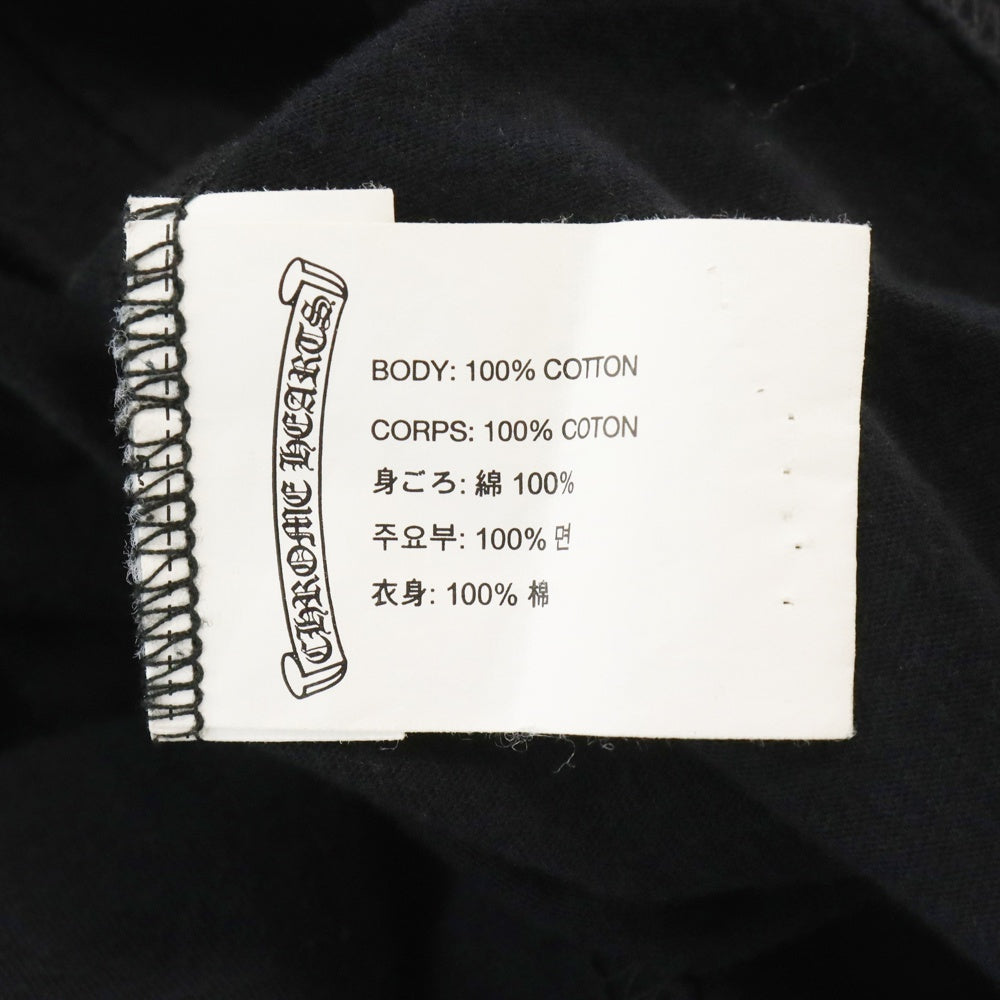 CHROME HEARTS
BODY: 100% COTTON
CORPS: 100% COTON
身ごろ: 綿 100%
주요부: 100% 면
衣身: 100% 棉